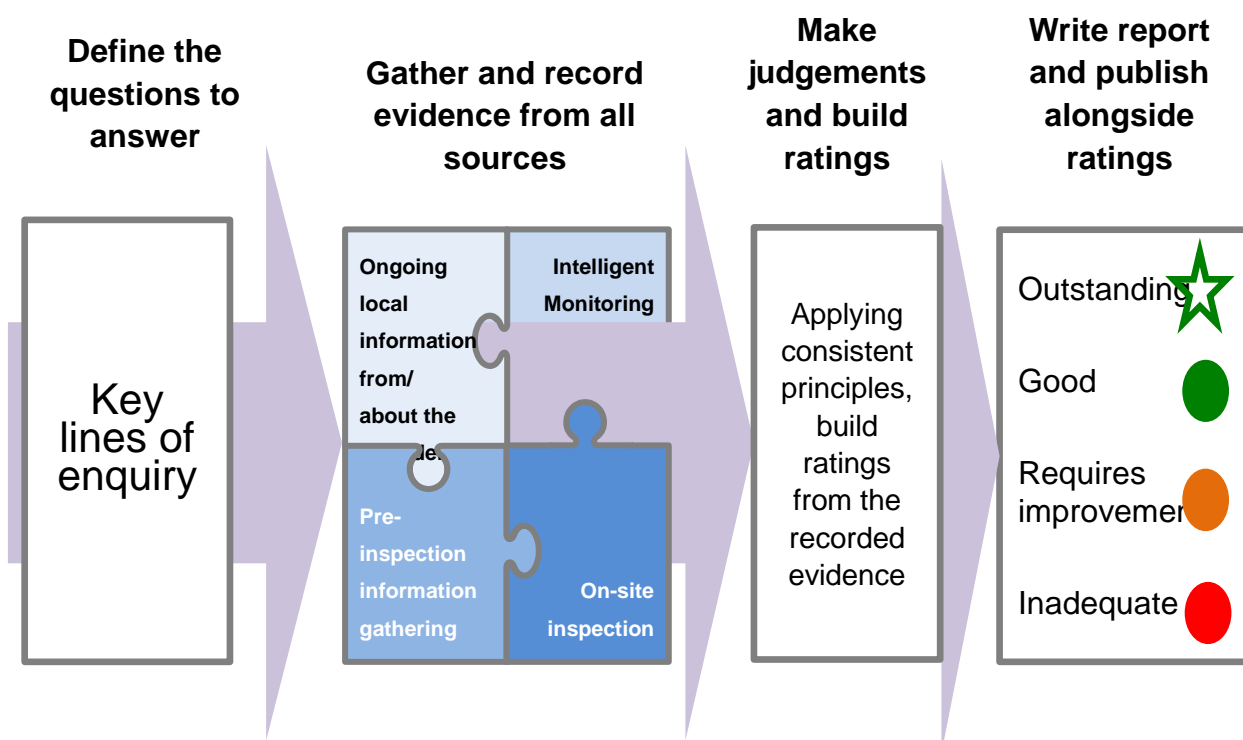 Define the
questions to
answer
Gather and record
evidence from all
sources
Make
judgements
and build
ratings
Write report
and publish
alongside
ratings
Key
lines of
enquiry
Ongoing
local
information
from/
about the
Intelligent
Monitoring
Pre-
inspection
information
gathering
On-site
inspection
Applying
consistent
principles,
build
ratings
from the
recorded
evidence
Outstanding
Good
Requires
improvemen
Inadequate